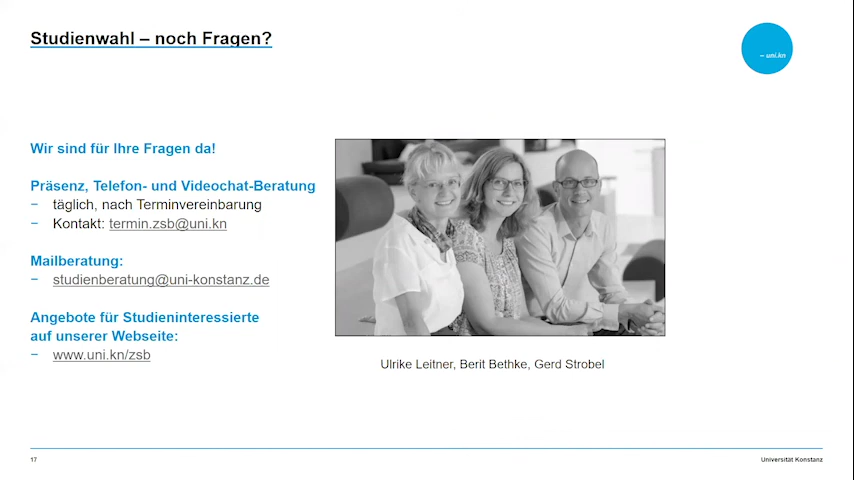 Studienwahl – noch Fragen?
– uni.kn
Wir sind für Ihre Fragen da!
Präsenz, Telefon- und Videochat-Beratung
– täglich, nach Terminvereinbarung
– Kontakt: termin.zsb@uni.kn
Mailberatung:
– studienberatung@uni-konstanz.de
Angebote für Studieninteressierte
auf unserer Webseite:
– www.uni.kn/zsb
Ulrike Leitner, Berit Bethke, Gerd Strobel
17
Universität Konstanz